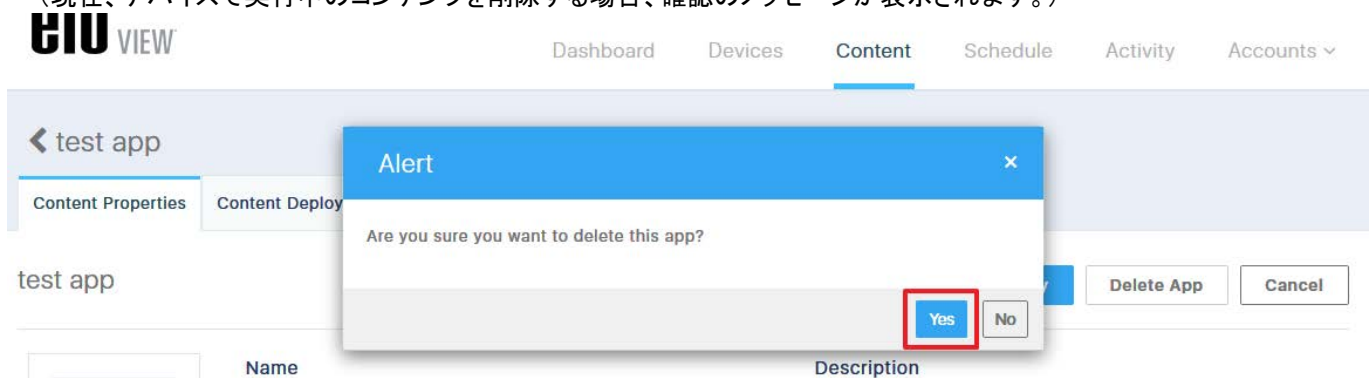 （現在、デバイスで実行中のコンテンツを削除する場合、確認のメッセージが表示されます。）
VIEW
Dashboard Devices Content Schedule Activity Accounts
test app
Alert ×
Content Properties Content Deploy
Are you sure you want to delete this app?
test app
Delete App Cancel
Yes No
Name Description